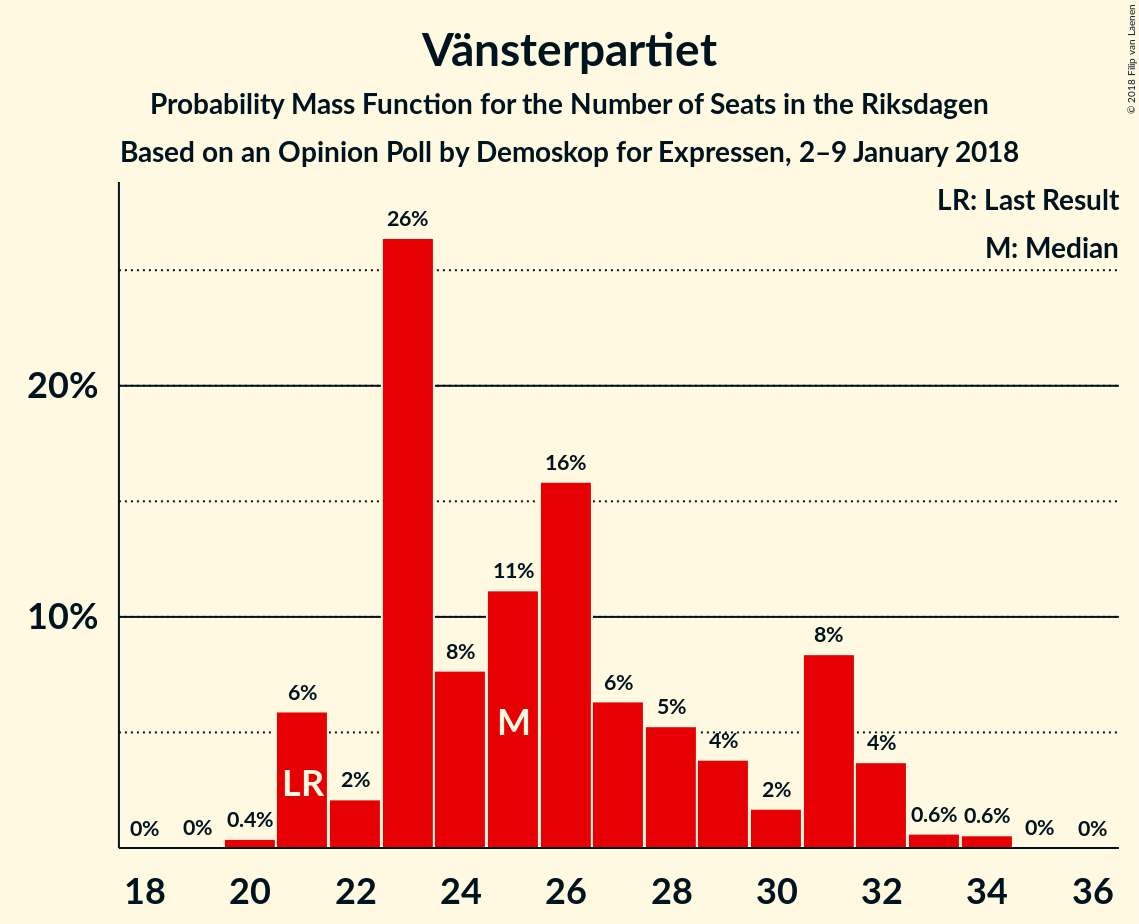 Vänsterpartiet
Probability Mass Function for the Number of Seats in the Riksdagen
Based on an Opinion Poll by Demoskop for Expressen, 2–9 January 2018
© 2018 Filip van Laenen
LR: Last Result
M: Median
26%
20%
16%
11%
10%
8%
8%
6%
6%
5%
4%
4%
M
LR
2%
2%
0.4%
0.6%
0.6%
0%
0%
0%
0%
18 20 22 24 26 28 30 32 34 36